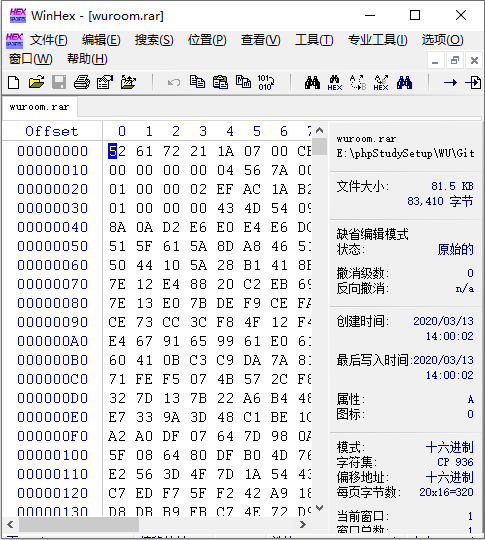 WinHex - [wuroom.rar]
文件(F) 编辑(E) 搜索(S) 位置(P) 查看(V) 工具(T) 专业工具(I) 选项(O)
窗口(W) 帮助(H)
wuroom.rar
Offset 0 1 2 3 4 5 6 7
00000000 52 61 72 21 1A 07 00 CF
00000010 00 00 00 00 04 56 7A 00
00000020 01 00 00 02 EF AC 1A B2
00000030 01 00 00 00 43 4D 54 09
00000040 8A 0A D2 E6 E0 E4 E6 DC
00000050 51 5F 61 5A 8D A8 46 51
00000060 50 44 10 5A 28 B1 41 8B
00000070 7E 12 E4 88 20 C2 EB 69
00000080 7E 13 E0 7B DE F9 CE FA
00000090 CE 73 CC 3C F8 4F 12 F4
000000A0 E4 67 91 65 99 61 E0 61
000000B0 60 41 0B C3 C9 DA 7A 81
000000C0 71 FE F5 07 4B 57 2C F8
000000D0 32 7D 13 7B 22 A6 B4 48
000000E0 E7 33 9A 3D 48 C1 BE 10
000000F0 A2 A0 DF 07 64 7D 98 0A
00000100 5F 08 64 80 DF B0 4D 76
00000110 E2 56 3D 4F 7D 1A 54 43
00000120 C7 ED F7 5F F2 42 A9 18
00000130 D8 DB B9 FB C7 4E 72 D9
wuroom.rar
E:\phpStudySetup\WU\Git
文件大小: 81.5 KB
83,410 字节
缺省编辑模式
状态: 原始的
撤消级数: 0
反向撤消: n/a
创建时间: 2020/03/13
14:00:02
最后写入时间:2020/03/13
14:00:02
属性: A
图标: 0
模式: 十六进制
字符集: CP 936
偏移地址: 十六进制
每页字节数: 20x16=320
当前窗口: 1
窗口总数: 1